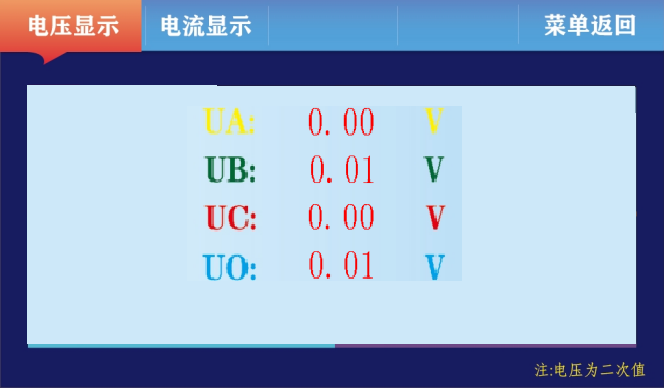 电压显示 电流显示 菜单返回
UA: 0.00 V
UB: 0.01 V
UC: 0.00 V
UO: 0.01 V
注:电压为二次值